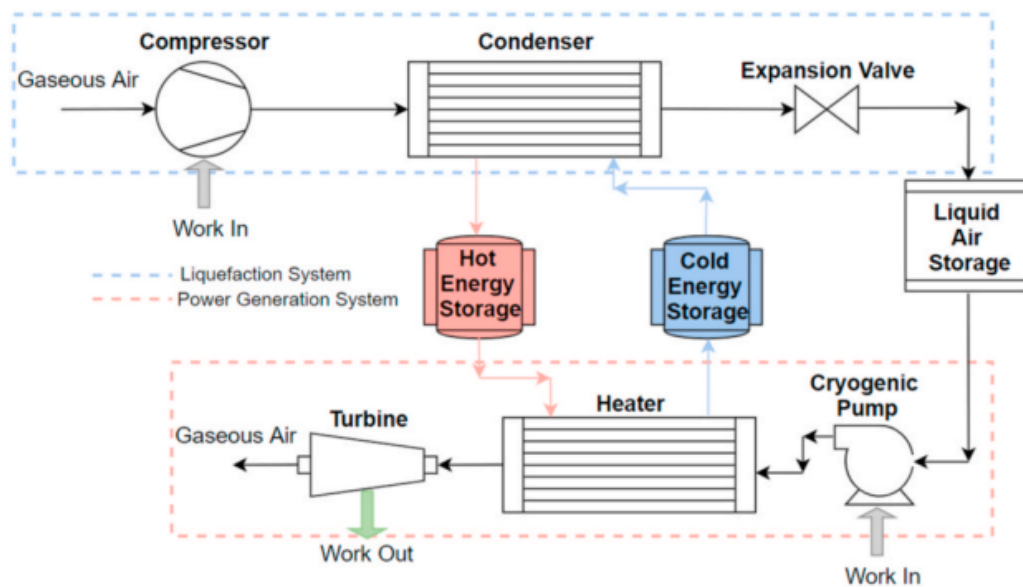 Compressor
Condenser
Gaseous Air
Expansion Valve
Work In
Liquid
Air
Storage
Hot
Energy
Storage
Cold
Energy
Storage
Liquefaction System
Power Generation System
Cryogenic
Pump
Heater
Turbine
Gaseous Air
Work Out
Work In